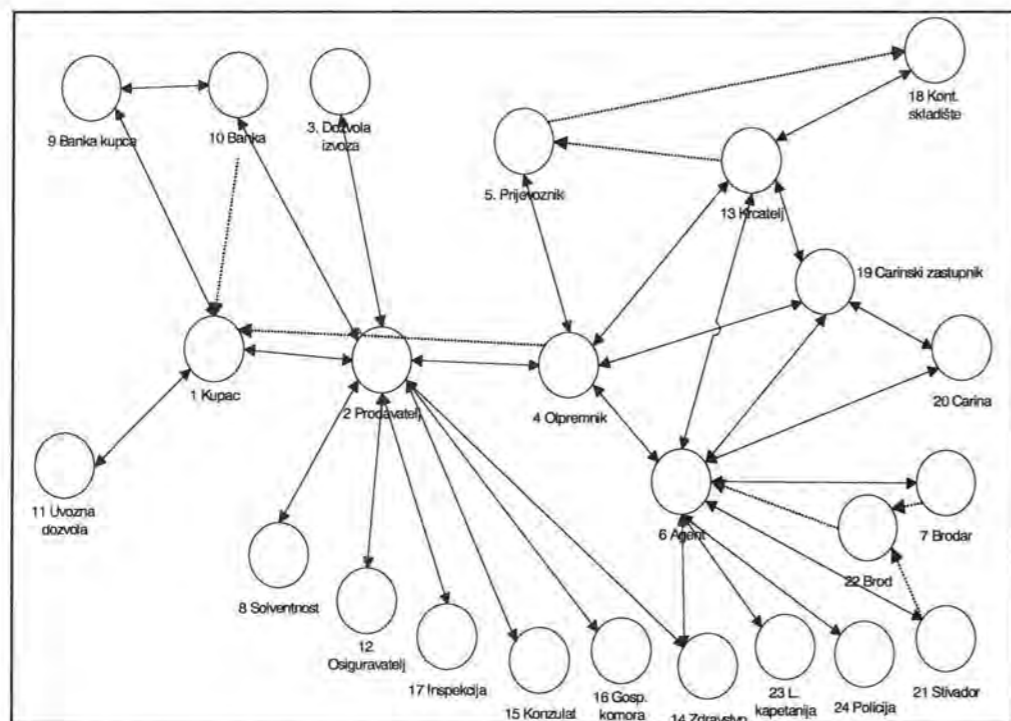 18 Kont.
skladište
9 Banka kupca
10 Banka
3. Dozvola
izvoza
5. Prijevoznik
13 Krcatelj
19 Carinski zastupnik
1 Kupac
2 Prodavatelj
4 Otpremnik
20 Carina
11 Uvozna
dozvola
6 Agent
7 Brodar
22 Brod
8 Solventnost
12.
Osiguravatelj
17 Inspekcija
15 Konzulat
16 Gosp.
komora
14 Zdravstvo
23 L.
kapetanija
24 Policija
21 Stivador